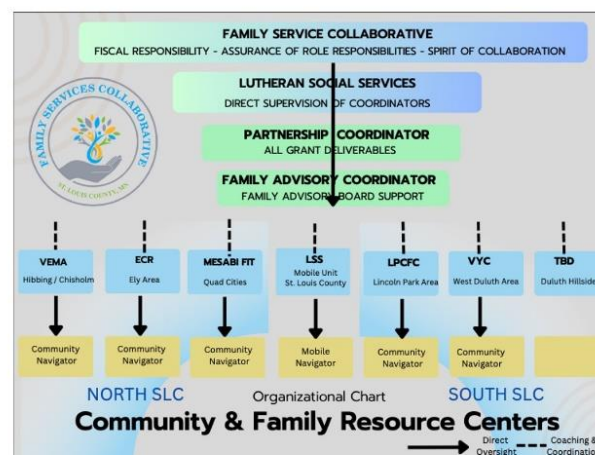 FAMILY SERVICE COLLABORATIVE
FISCAL RESPONSIBILITY - ASSURANCE OF ROLE RESPONSIBILITIES - SPIRIT OF COLLABORATION
LUTHERAN SOCIAL SERVICES
DIRECT SUPERVISION OF COORDINATORS
PARTNERSHIP COORDINATOR
ALL GRANT DELIVERABLES
FAMILY ADVISORY COORDINATOR
FAMILY ADVISORY BOARD SUPPORT
FAMILY SERVICES COLLABORATIVE
ST. LOUIS COUNTY, MN
VEMA
Hibbing / Chisholm
ECR
Ely Area
MESABI FIT
Quad Cities
LSS
Mobile Unit
St. Louis County
LPCFC
Lincoln Park Area
VYC
West Duluth Area
TBD
Duluth Hillside
Community
Navigator
Community
Navigator
Community
Navigator
Mobile
Navigator
Community
Navigator
Community
Navigator
NORTH SLC
Organizational Chart
SOUTH SLC
Community & Family Resource Centers
Direct
Oversight
Coaching &
Coordination